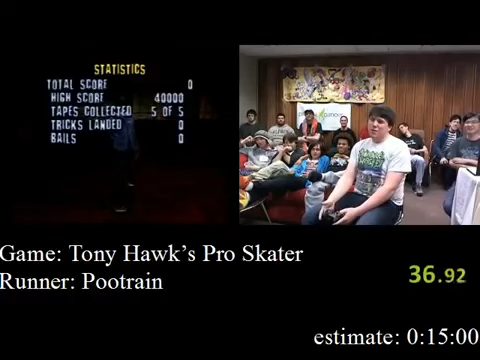 STATISTICS
TOTAL SCORE 0
HIGH SCORE 40000
TAPES COLLECTED 5 OF 5
TRICKS LANDED 0
BAILS 0
Game: Tony Hawk's Pro Skater
Runner: Pootrain
36.92
estimate: 0:15:00